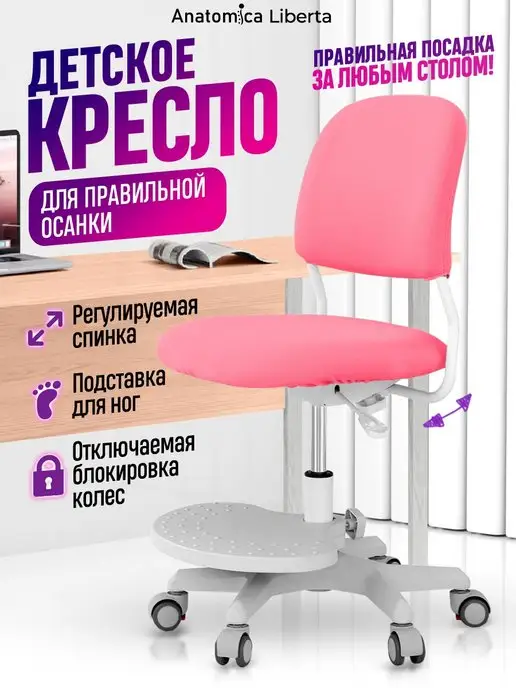 Anatomica Liberta
ДЕТСКОЕ
КРЕСЛО
ДЛЯ ПРАВИЛЬНОЙ
ОСАНКИ
ПРАВИЛЬНАЯ ПОСАДКА
ЗА ЛЮБЫМ СТОЛОМ!
Регулируемая
спинка
Подставка
для ног
Отключаемая
блокировка
колес